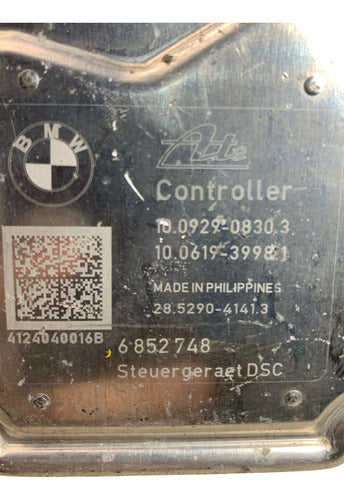 BMW
Ate
Controller
10.0929-0830.3
10.0619-3998.1
MADE IN PHILIPPINES
28.5290-4141.3
4124040016B
6 852 748
Steuergeraet DSC